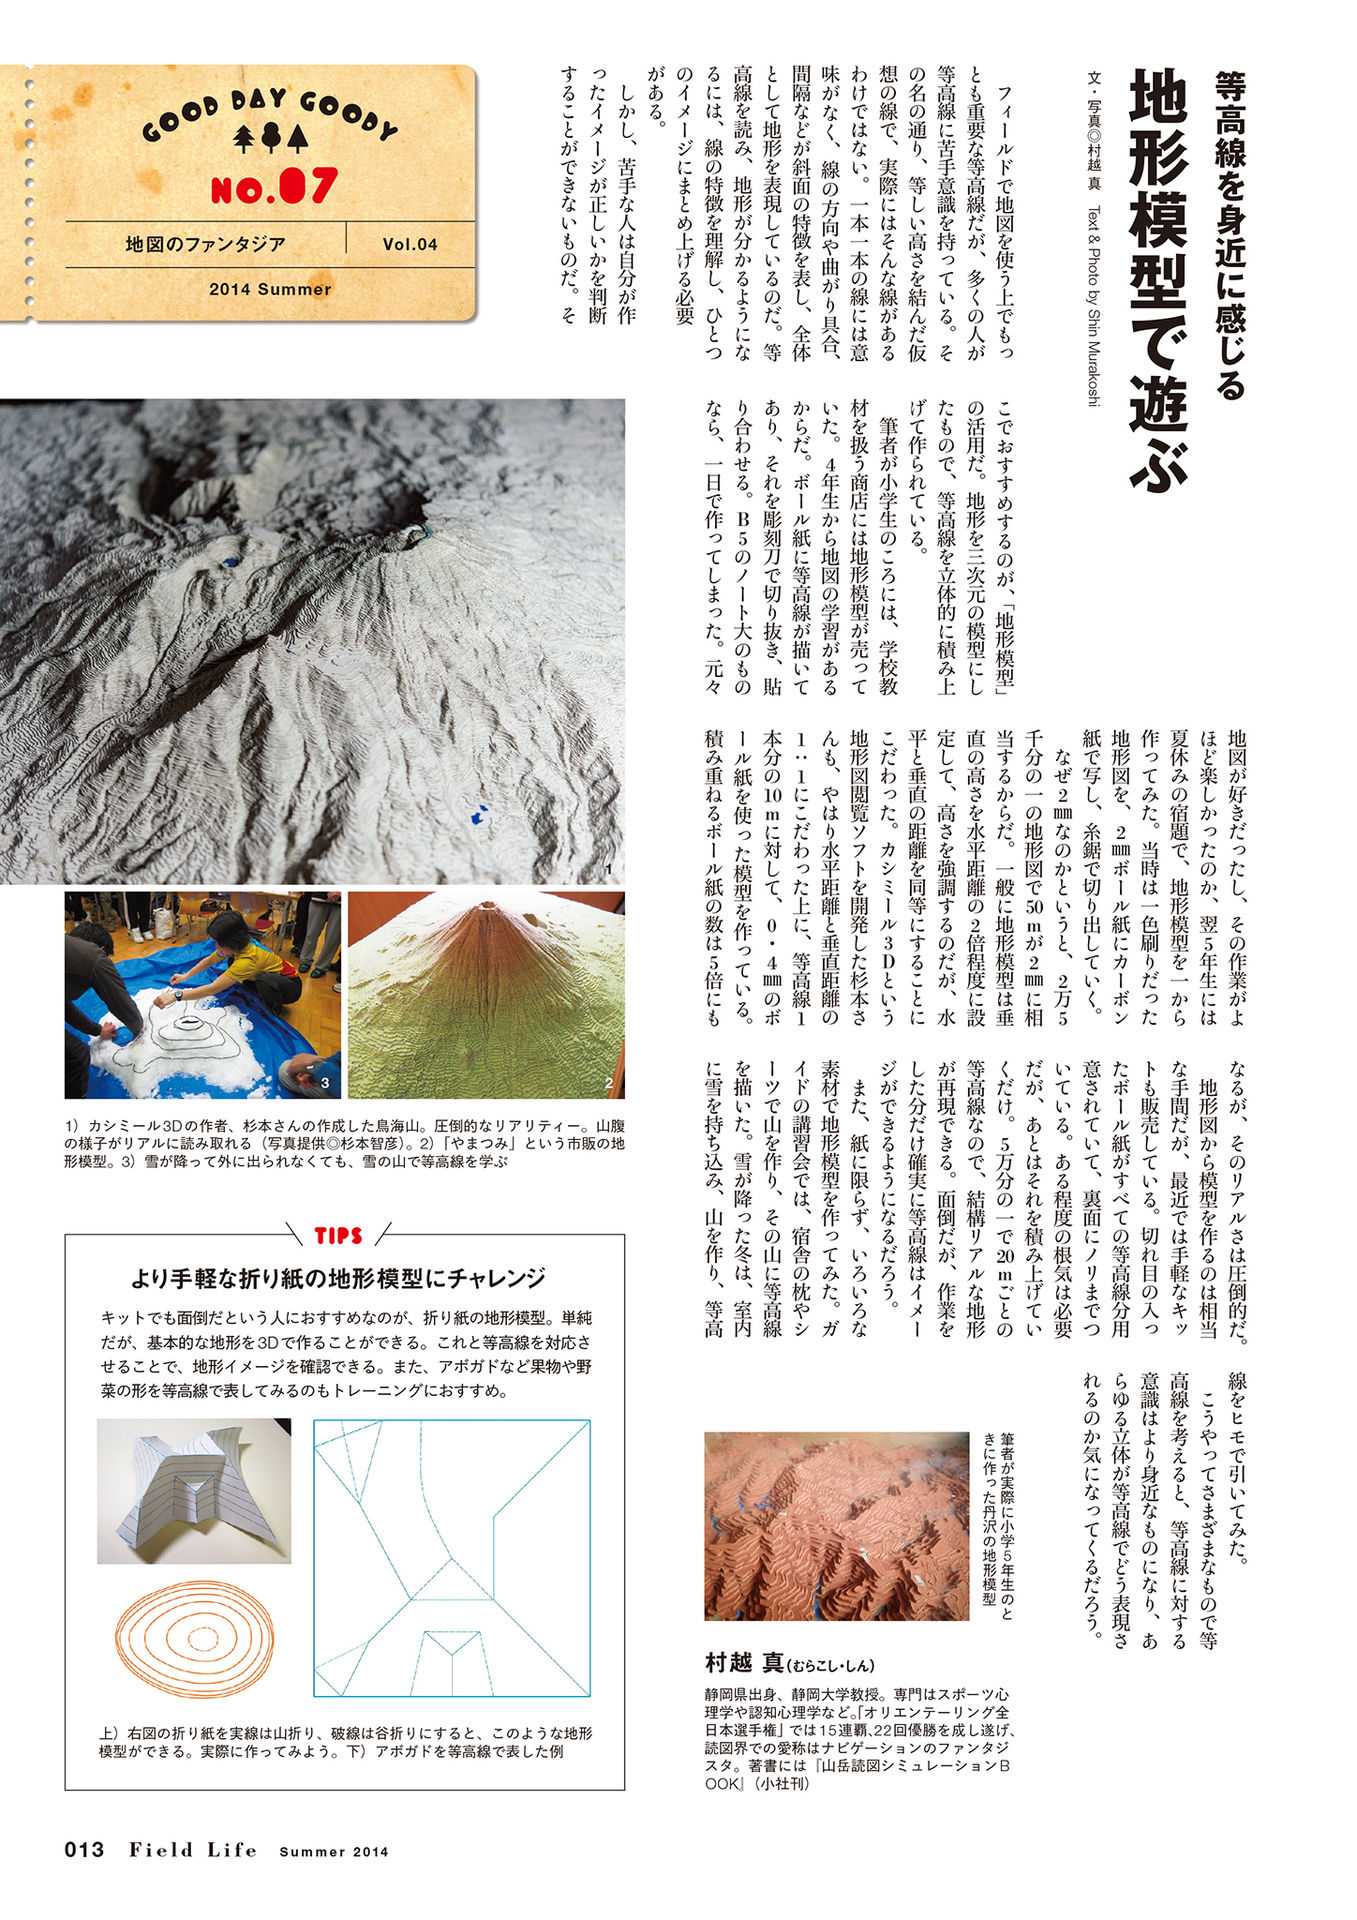 GOOD DAY GOODY
NO.07
地図のファンタジア
Vol.04
2014 Summer
等高線を身近に感じる
地形模型で遊ぶ
文・写真◎村越 真 Text & Photo by Shin Murakoshi
フィールドで地図を使う上でもっ
とも重要な等高線だが、多くの人が
等高線に苦手意識を持っている。そ
の名の通り、等しい高さを結んだ仮
想の線で、実際にはそんな線がある
わけではない。一本一本の線には意
味がなく、線の方向や曲がり具合、
間隔などが斜面の特徴を表し、全体
として地形を表現しているのだ。等
高線を読み、地形が分かるようにな
るには、線の特徴を理解し、ひとつ
のイメージにまとめ上げる必要
がある。
しかし、苦手な人は自分が作
ったイメージが正しいかを判断
することができないものだ。そ
こでおすすめするのが、「地形模型」
の活用だ。地形を三次元の模型にし
たもので、等高線を立体的に積み上
げて作られている。
筆者が小学生のころには、学校教
材を扱う商店には地形模型が売って
いた。4年生から地図の学習がある
からだ。ボール紙に等高線が描いて
あり、それを彫刻刀で切り抜き、貼
り合わせる。B5のノート大のもの
なら、一日で作ってしまった。元々
地図が好きだったし、その作業がよ
ほど楽しかったのか、翌5年生には
夏休みの宿題で、地形模型を一から
作ってみた。当時は一色刷りだった
地形図を、2㎜ボール紙にカーボン
紙で写し、糸鋸で切り出していく。
なぜ2㎜なのかというと、2万5
千分の一の地形図で50mが2㎜に相
当するからだ。一般に地形模型は垂
直の高さを水平距離の2倍程度に設
定して、高さを強調するのだが、水
平と垂直の距離を同等にすることに
こだわった。カシミール3Dという
地形図閲覧ソフトを開発した杉本さ
んも、やはり水平距離と垂直距離の
1:1にこだわった上に、等高線1
本分の10mに対して、0・4㎜のボ
ール紙を使った模型を作っている。
積み重ねるボール紙の数は5倍にも
なるが、そのリアルさは圧倒的だ。
地形図から模型を作るのは相当
な手間だが、最近では手軽なキッ
トも販売している。切れ目の入っ
たボール紙がすべての等高線分用
意されていて、裏面にノリまでつ
いている。ある程度の根気は必要
だが、あとはそれを積み上げてい
くだけ。5万分の一で20mごとの
等高線なので、結構リアルな地形
が再現できる。面倒だが、作業を
した分だけ確実に等高線はイメー
ジができるようになるだろう。
また、紙に限らず、いろいろな
素材で地形模型を作ってみた。ガ
イドの講習会では、宿舎の枕やシ
ーツで山を作り、その山に等高線
を描いた。雪が降った冬は、室内
に雪を持ち込み、山を作り、等高
線をヒモで引いてみた。
こうやってさまざまなもので等
高線を考えると、等高線に対する
意識はより身近なものになり、あ
らゆる立体が等高線でどう表現さ
れるのか気になってくるだろう。
1
3
2
1）カシミール3Dの作者、杉本さんの作成した鳥海山。圧倒的なリアリティー。山腹
の様子がリアルに読み取れる（写真提供◎杉本智彦）。2）「やまつみ」という市販の地
形模型。3）雪が降って外に出られなくても、雪の山で等高線を学ぶ
TIPS
より手軽な折り紙の地形模型にチャレンジ
キットでも面倒だという人におすすめなのが、折り紙の地形模型。単純
だが、基本的な地形を3Dで作ることができる。これと等高線を対応さ
せることで、地形イメージを確認できる。また、アボガドなど果物や野
菜の形を等高線で表してみるのもトレーニングにおすすめ。
上）右図の折り紙を実線は山折り、破線は谷折りにすると、このような地形
模型ができる。実際に作ってみよう。下）アボガドを等高線で表した例
筆者が実際に小学5年生のと
きに作った丹沢の地形模型
村越 真（むらこし・しん）
静岡県出身、静岡大学教授。専門はスポーツ心
理学や認知心理学など。「オリエンテーリング全
日本選手権」では15連覇、22回優勝を成し遂げ、
読図界での愛称はナビゲーションのファンタジ
スタ。著書には『山岳読図シミュレーションB
OOK』（小社刊）
013 Field Life Summer 2014